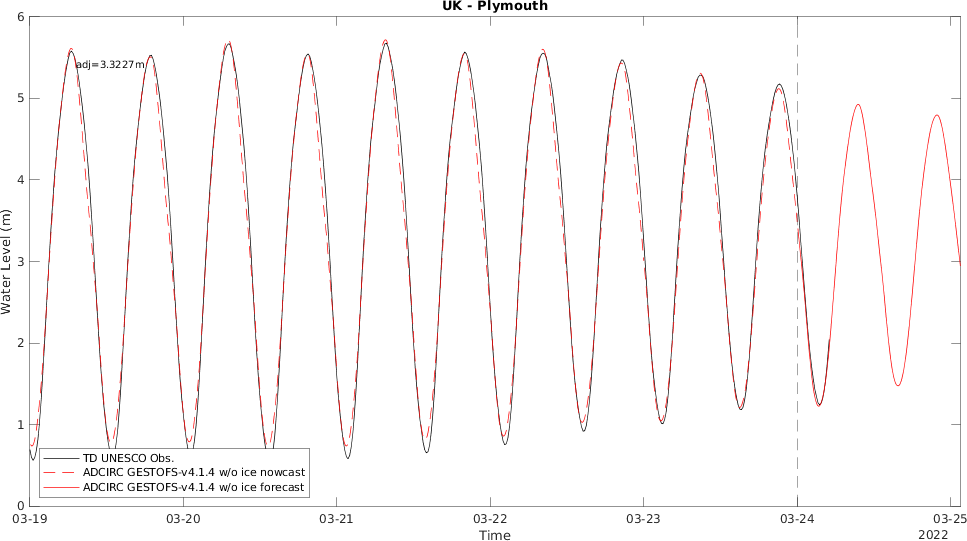 UK - Plymouth
6
adj=3.3227m
5
4
3
2
1
0
Water Level (m)
TD UNESCO Obs.
ADCIRC GESTOFS-v4.1.4 w/o ice nowcast
ADCIRC GESTOFS-v4.1.4 w/o ice forecast
03-19 03-20 03-21 03-22 03-23 03-24 03-25
Time
2022